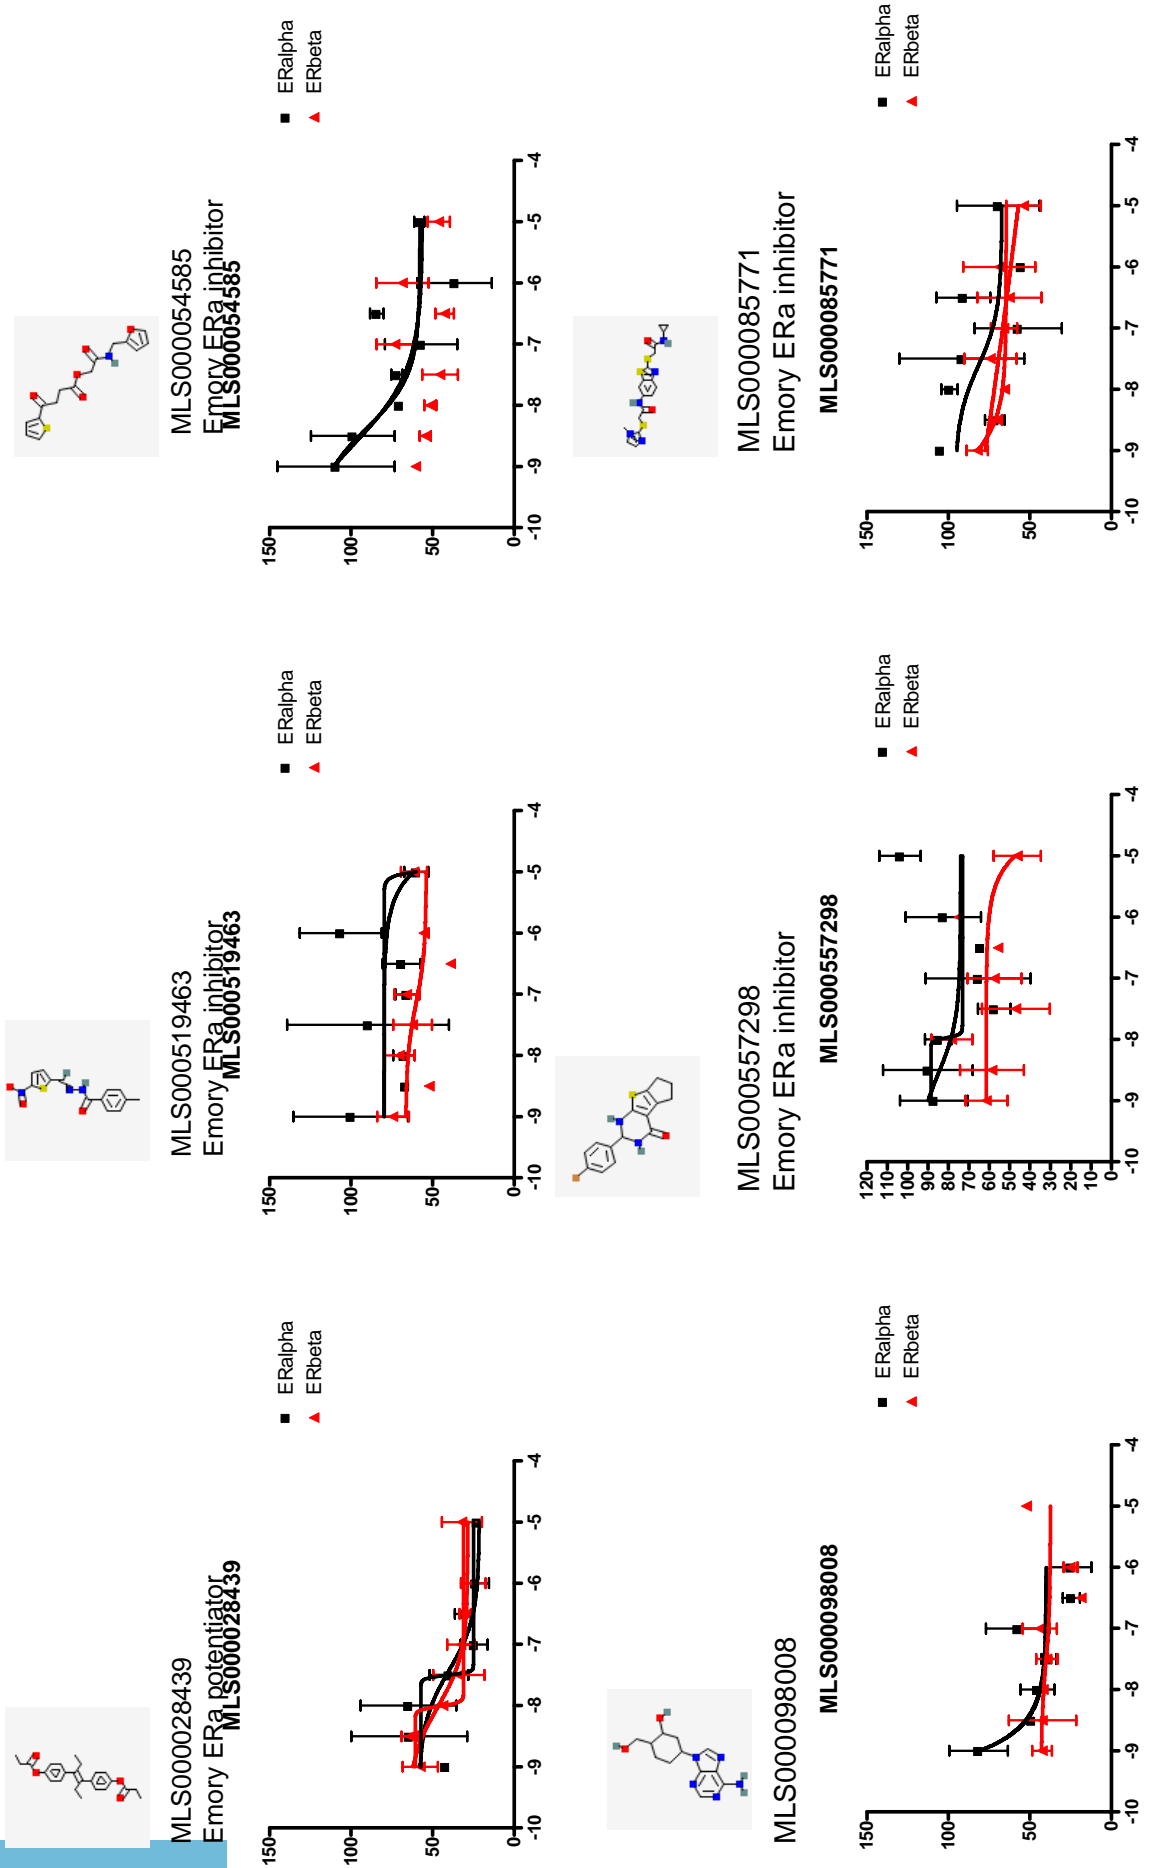 MLS000028439
Emory ERa potentiator
MLS000028439
150
100
50
0
-10
-9
-8
-7
-6
-5
-4
ERalpha
ERbeta
MLS000519463
Emory ERa inhibitor
MLS000519463
150
100
50
0
-10
-9
-8
-7
-6
-5
-4
ERalpha
ERbeta
MLS000054585
Emory ERa inhibitor
MLS000054585
150
100
50
0
-10
-9
-8
-7
-6
-5
-4
ERalpha
ERbeta
MLS000098008
MLS000098008
150
100
50
0
-10
-9
-8
-7
-6
-5
-4
ERalpha
ERbeta
MLS000557298
Emory ERa inhibitor
MLS000557298
120
110
100
90
80
70
60
50
40
30
20
10
0
-10
-9
-8
-7
-6
-5
-4
ERalpha
ERbeta
MLS000085771
Emory ERa inhibitor
MLS000085771
150
100
50
0
-10
-9
-8
-7
-6
-5
-4
ERalpha
ERbeta